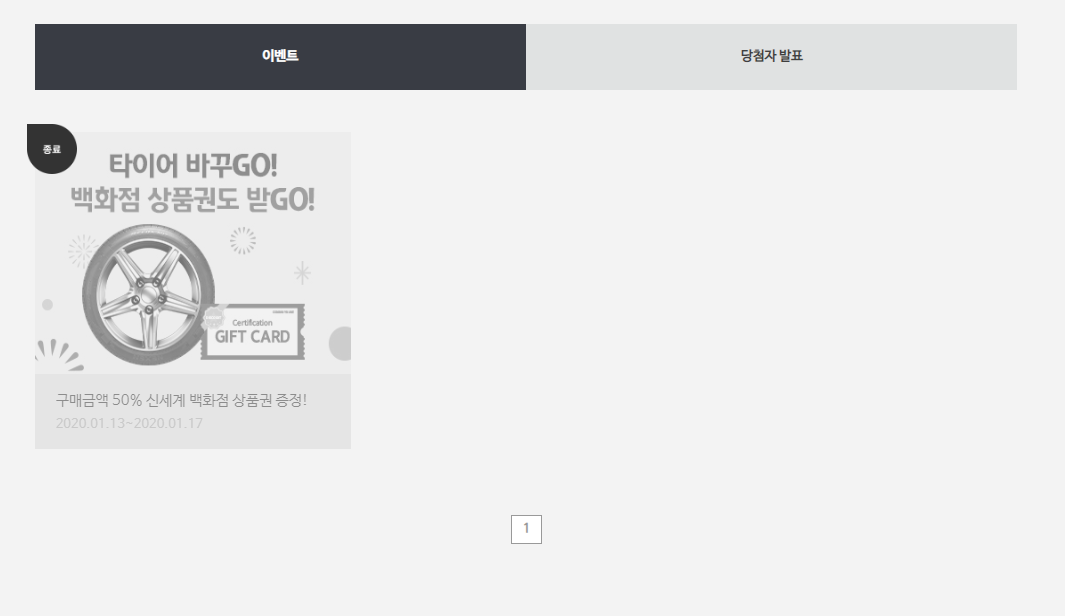 이벤트
당첨자 발표
종료
타이어 바꾸GO!
백화점 상품권도 받GO!
Certification
GIFT CARD
구매금액 50% 신세계 백화점 상품권 증정!
2020.01.13~2020.01.17
1